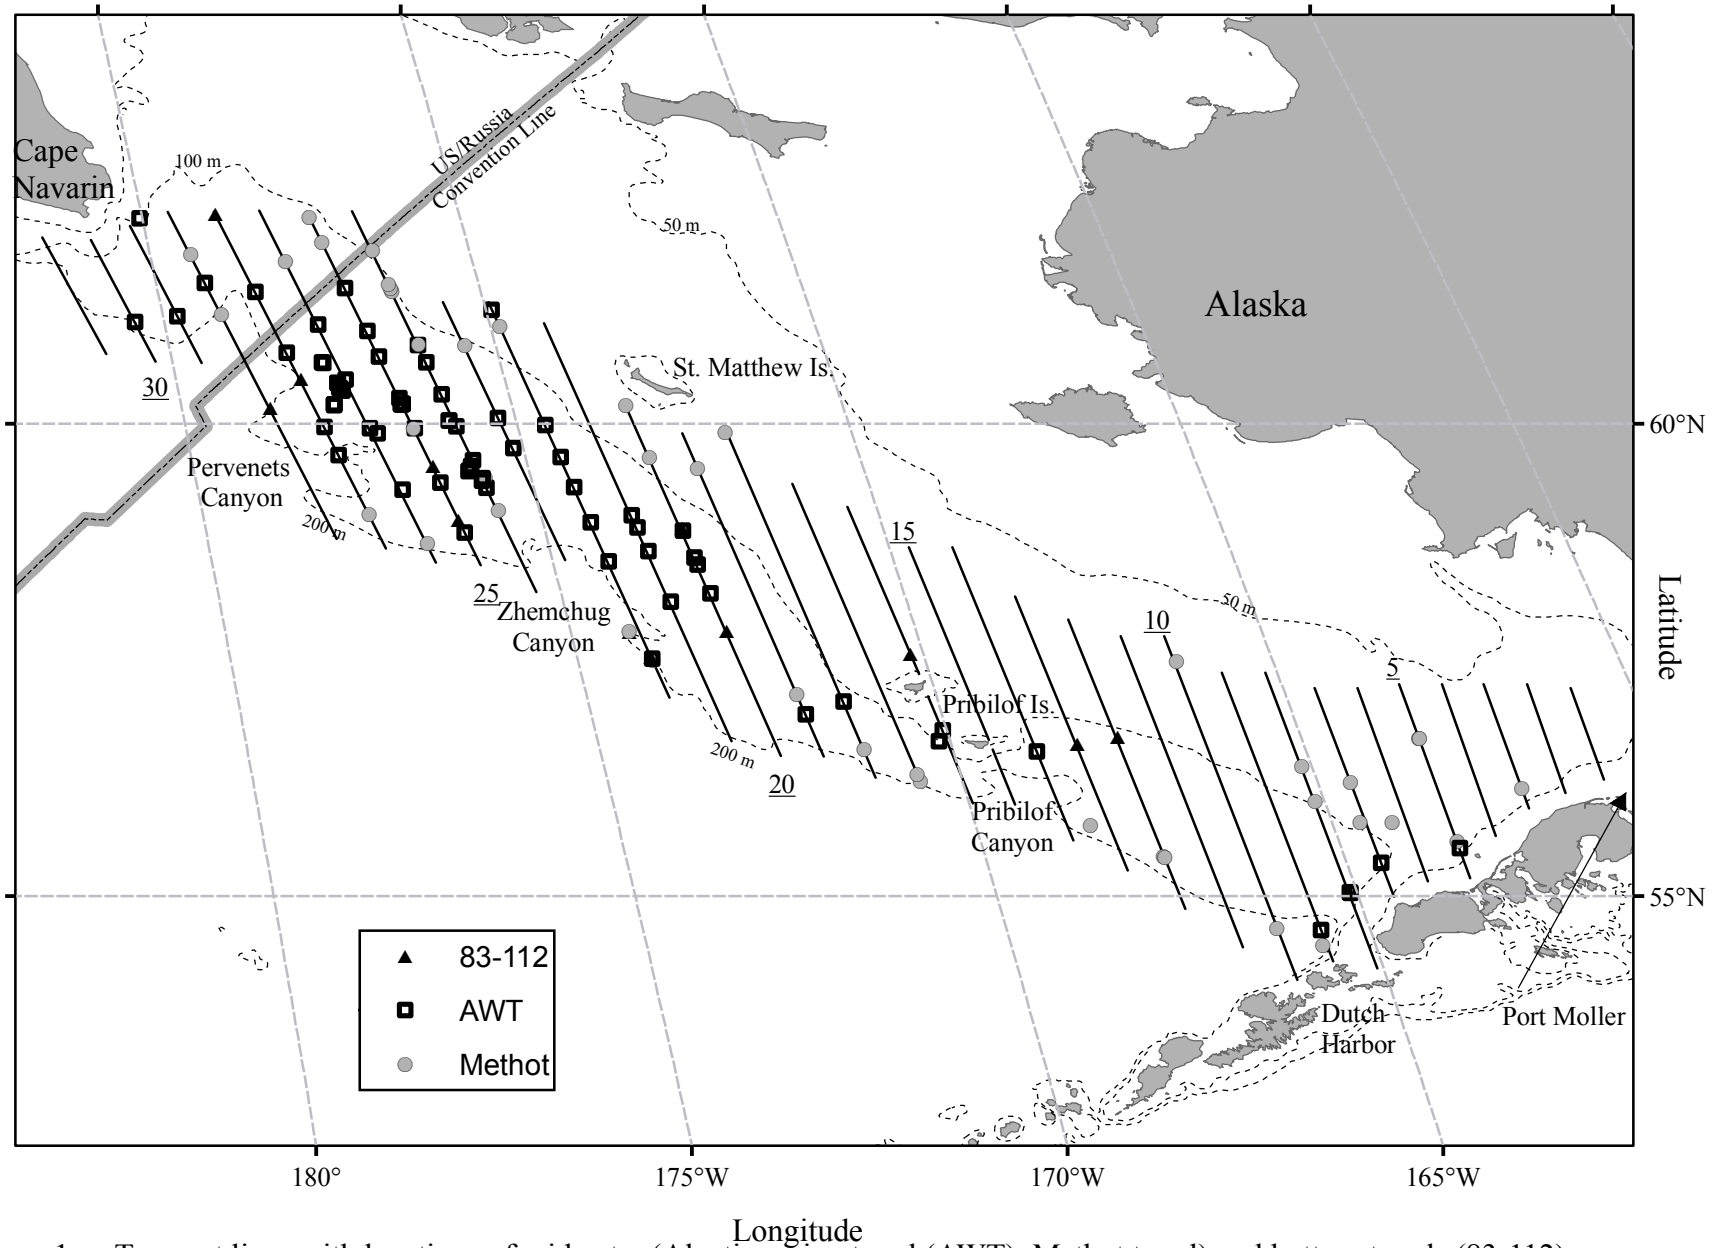 Cape
Navarin
100 m
US/Russia
Convention Line
50 m
Alaska
St. Matthew Is.
30
60°N
Pervenets
Canyon
200 m
15
25
Zhemchug
Canyon
50 m
10
5
Latitude
Pribilof Is.
200 m
20
Pribilof
Canyon
55°N
83-112
AWT
Methot
Dutch
Harbor
Port Moller
180°
175°W
170°W
165°W
Longitude